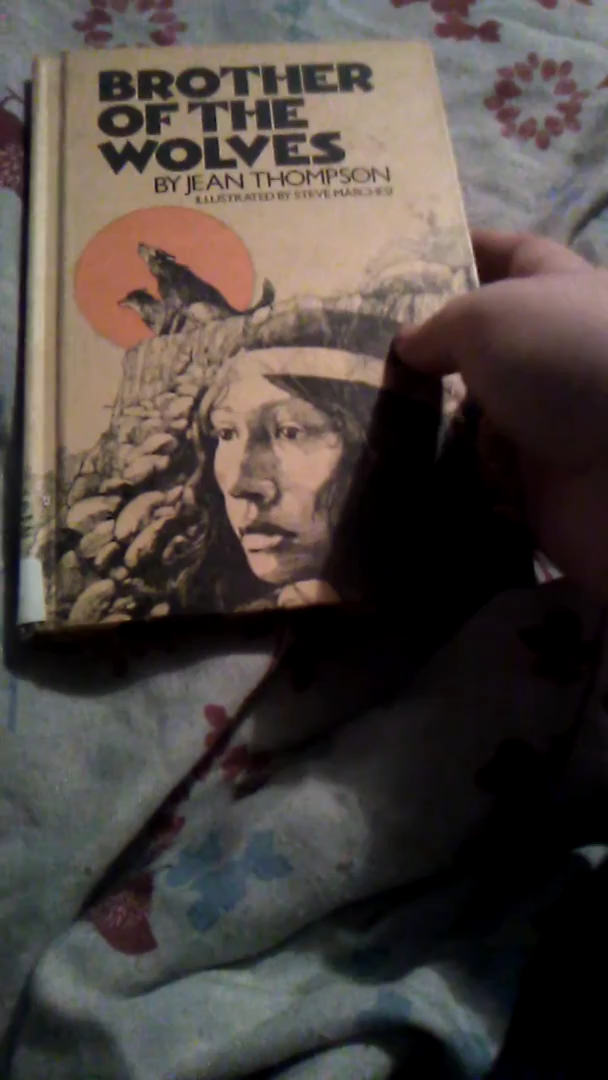 BROTHER
OF THE
WOLVES
BY JEAN THOMPSON
ILLUSTRATED BY STEVE MARCHESI